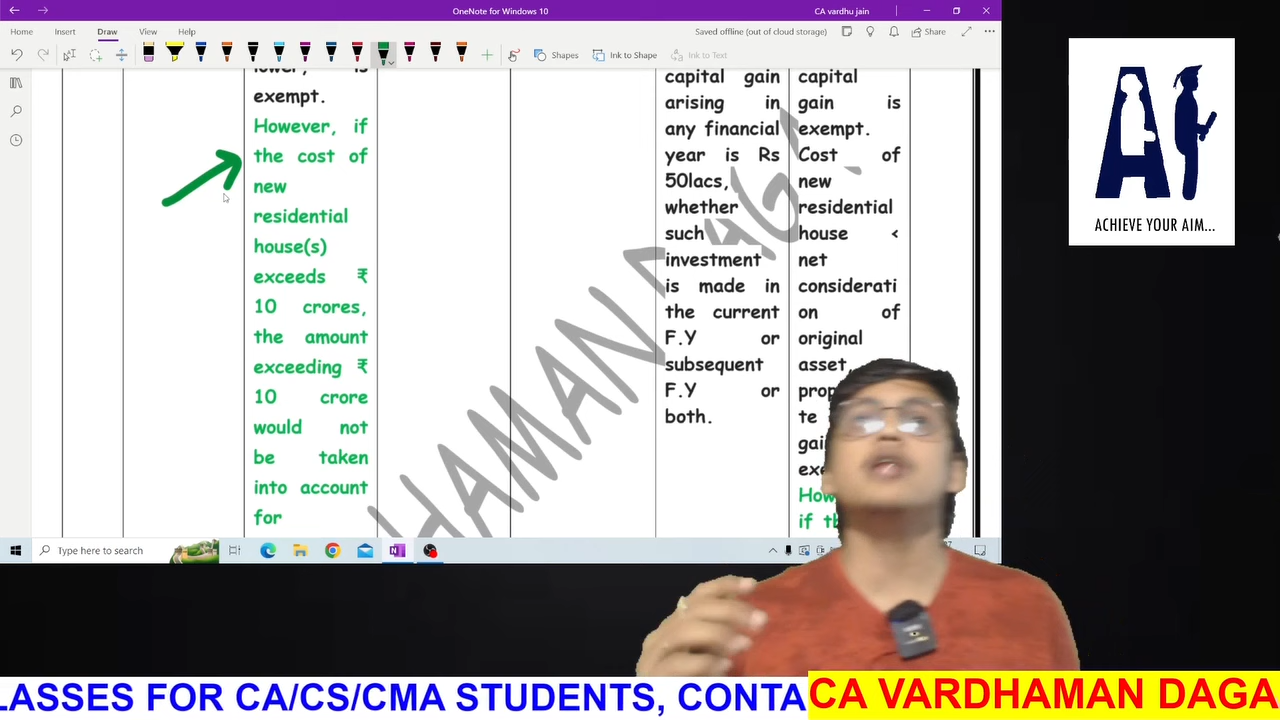 OneNote for Windows 10
CA vardhu jain
Home Insert Draw View Help
Saved offline (out of cloud storage)
Share
Shapes
Ink to Shape
Ink to Text
lower, is
exempt.
However, if
the cost of
new
residential
house(s)
exceeds ₹
10 crores,
the amount
exceeding ₹
10 crore
would not
be taken
into account
for
capital gain
arising in
any financial
year is Rs
50lacs,
whether
such
investment
is made in
the current
F.Y or
subsequent
F.Y or
both.
capital
gain is
exempt.
Cost of
new
residential
house <
net
considerati
on of
original
asset,
te
HAMAN
ACHIEVE YOUR AIM...
Type here to search
LASSES FOR CA/CS/CMA STUDENTS, CONTA
CA VARDHAMAN DAGA